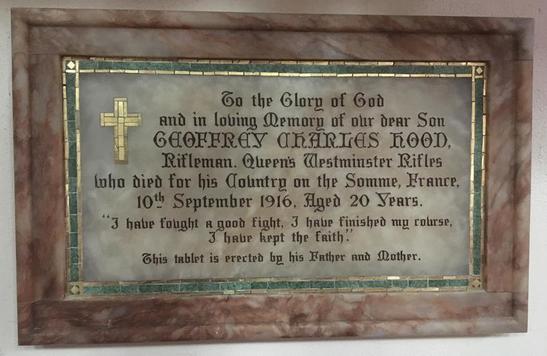 To the Glory of God
and in loving Memory of our dear Son
GEOFFREY CHARLES HOOD,
Rifleman. Queen's Westminster Rifles
who died for his Country on the Somme, France,
10th September 1916, Aged 20 Years.
"I have fought a good fight, I have finished my course,
I have kept the faith."
This tablet is erected by his Father and Mother.